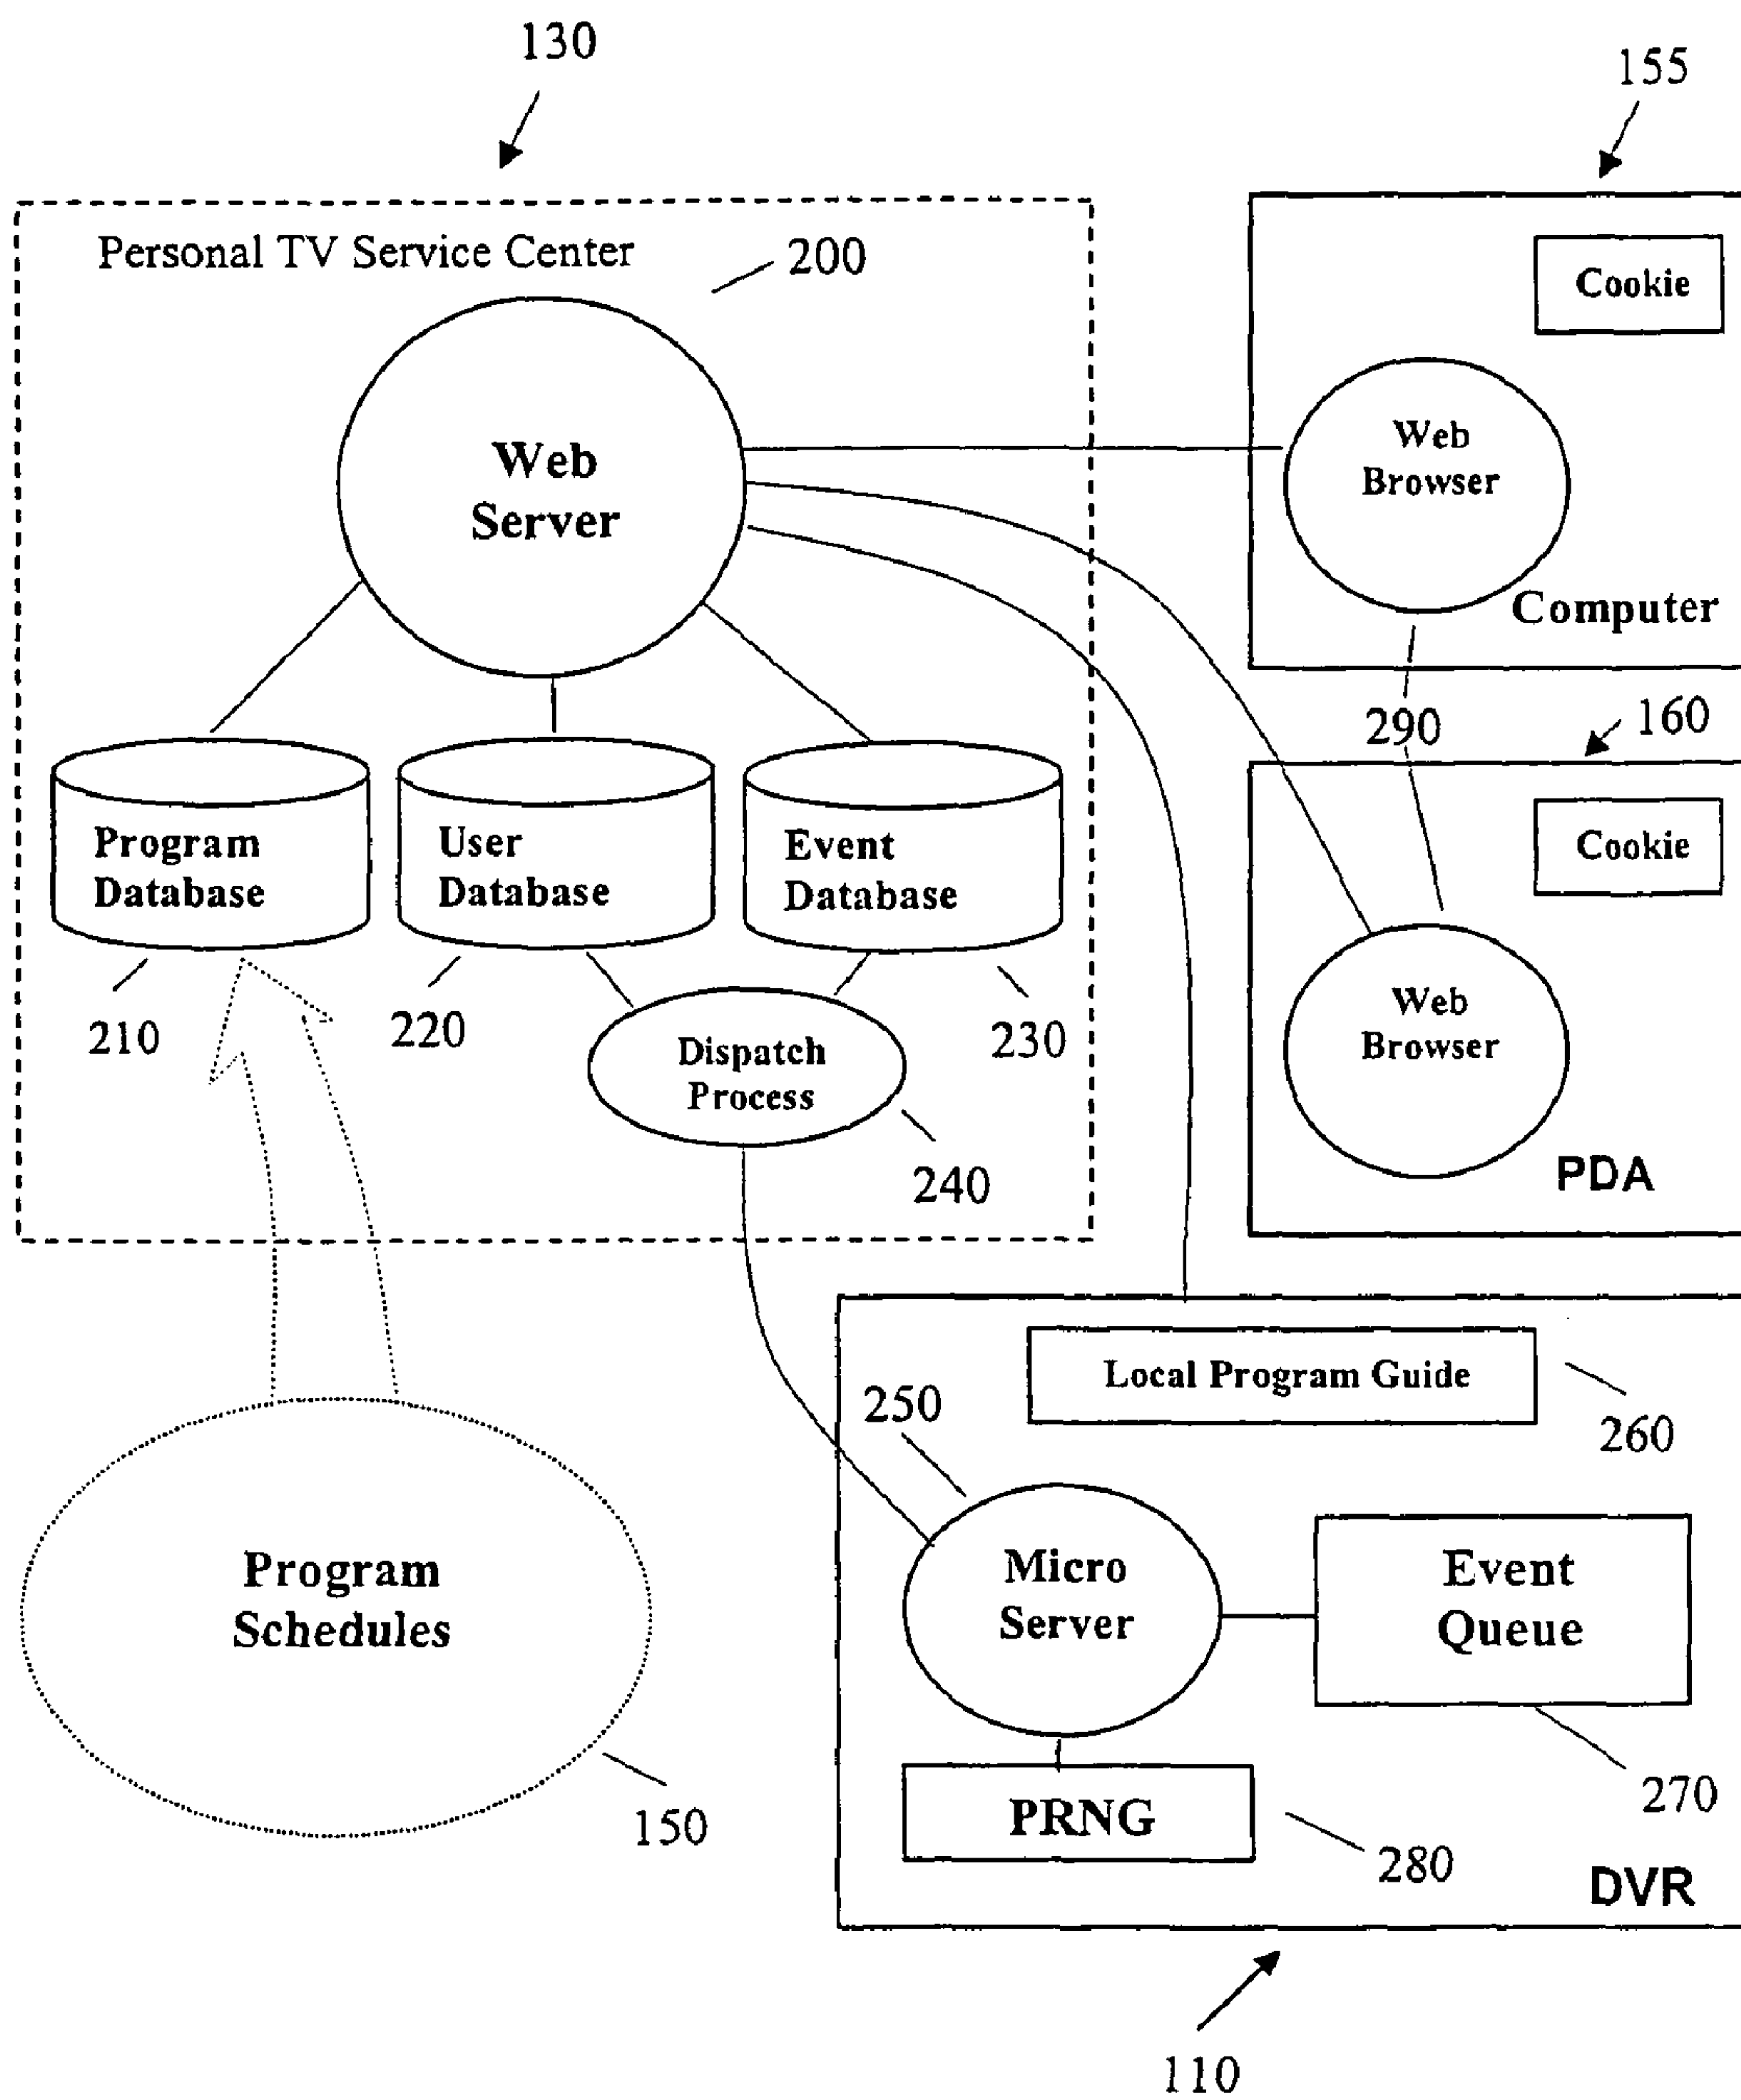 130
155
Personal TV Service Center
200
Cookie
Web
Server
Web
Browser
Computer
290
160
Program
Database
User
Database
Event
Database
Cookie
210
220
230
Dispatch
Process
240
Web
Browser
PDA
Local Program Guide
250
260
Program
Schedules
Micro
Server
Event
Queue
150
PRNG
270
280
DVR
110